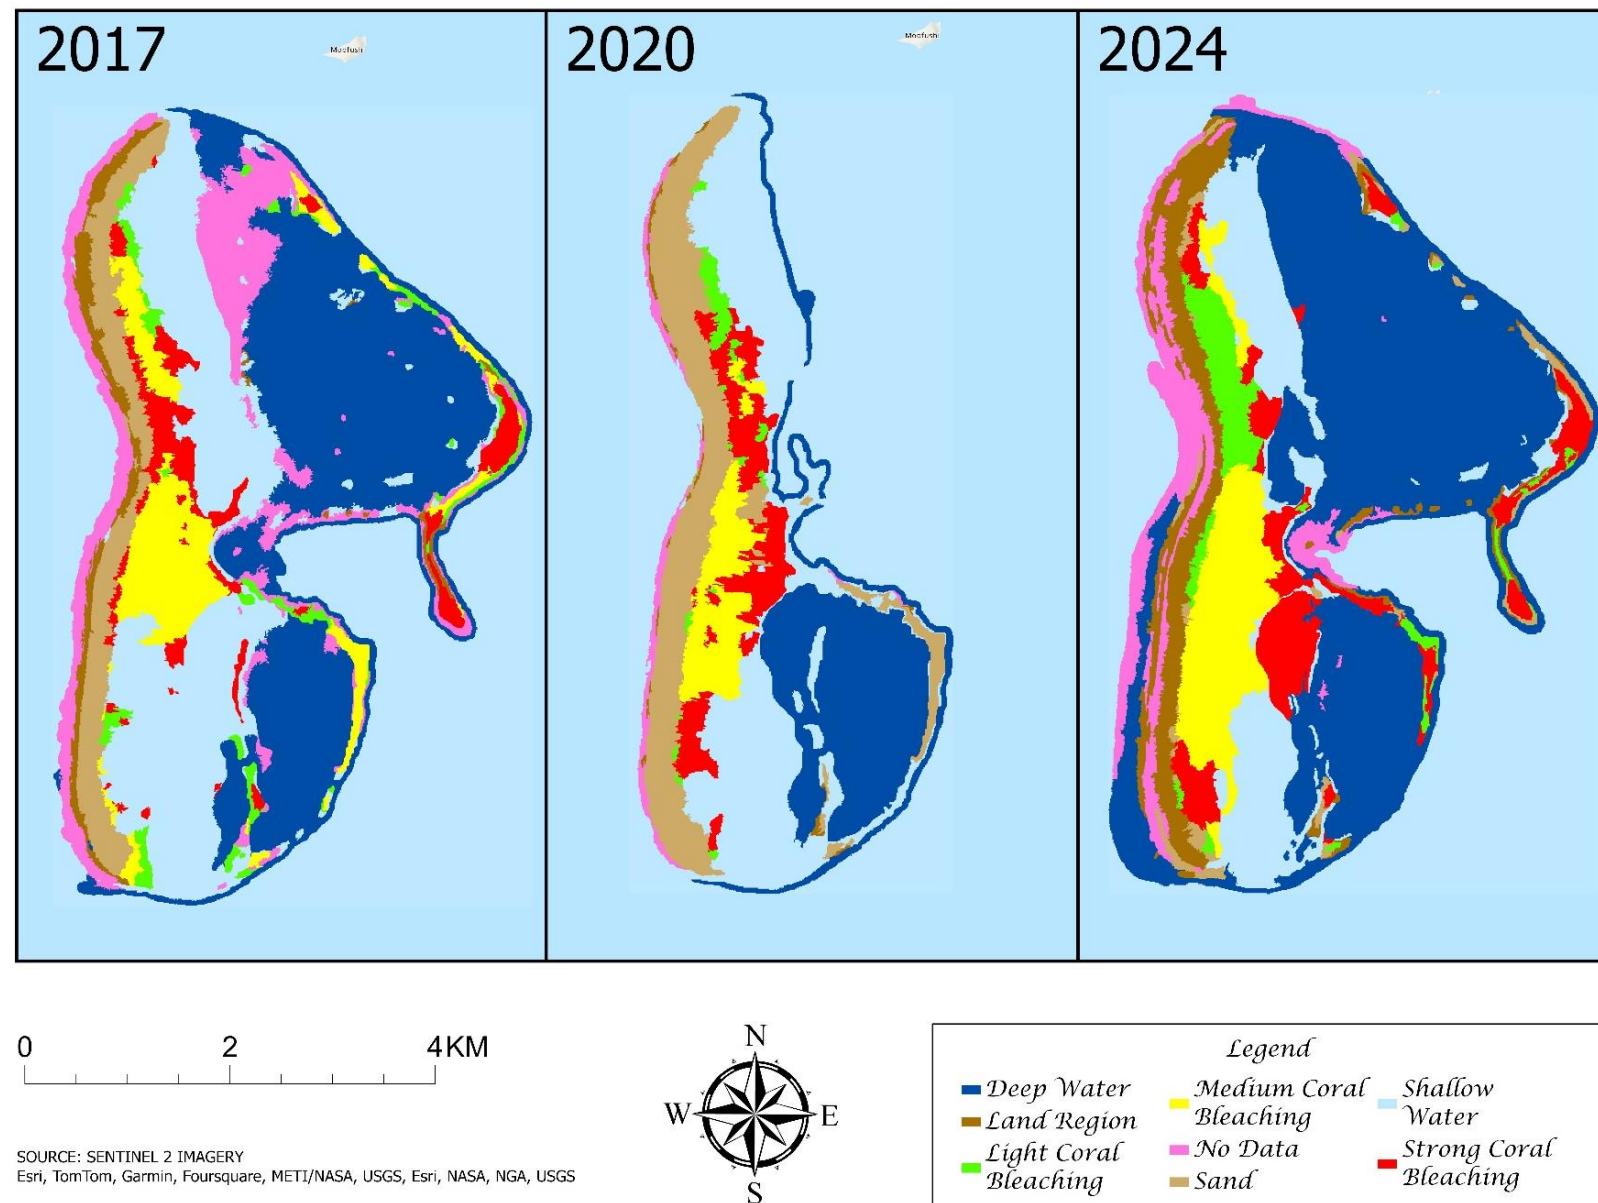 2017
2020
2024
Moofushi
Moofushi
0 2 4KM
N
W E
S
SOURCE: SENTINEL 2 IMAGERY
Esri, TomTom, Garmin, Foursquare, METI/NASA, USGS, Esri, NASA, NGA, USGS
Legend
Deep Water
Land Region
Light Coral
Bleaching
Medium Coral
Bleaching
No Data
Sand
Shallow
Water
Strong Coral
Bleaching